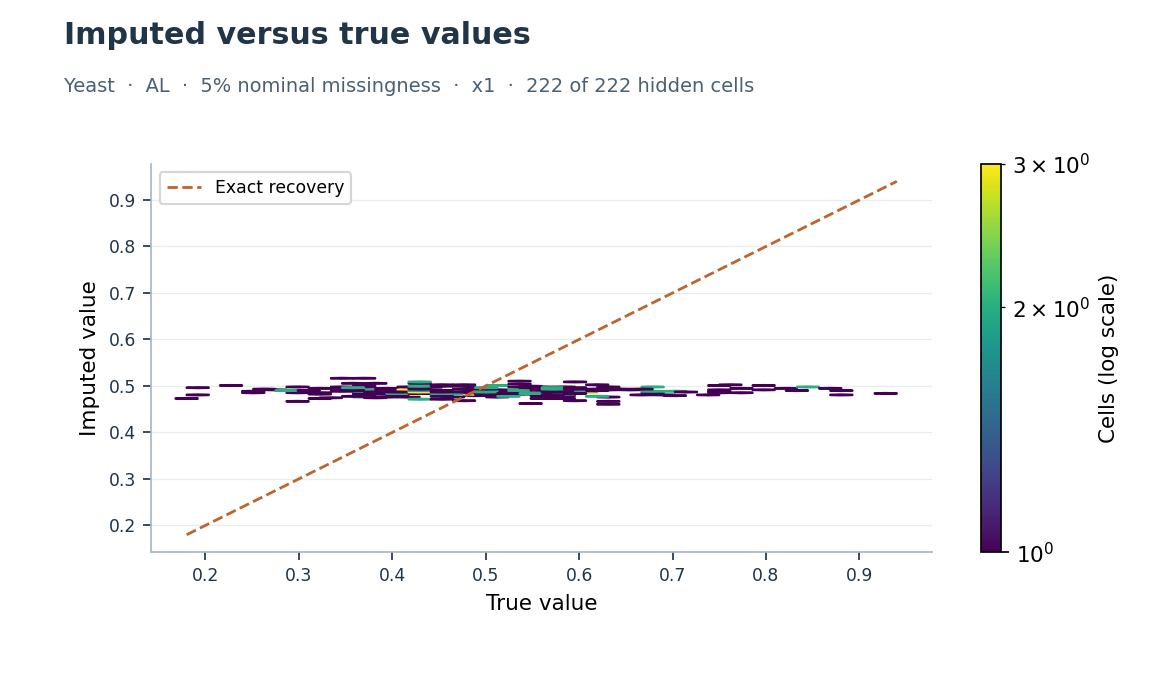 Imputed versus true values
Yeast · AL · 5% nominal missingness · x1 · 222 of 222 hidden cells
Exact recovery
0.9
0.8
0.7
0.6
0.5
0.4
0.3
0.2
Imputed value
0.2 0.3 0.4 0.5 0.6 0.7 0.8 0.9
True value
3 × 10⁰
2 × 10⁰
10⁰
Cells (log scale)